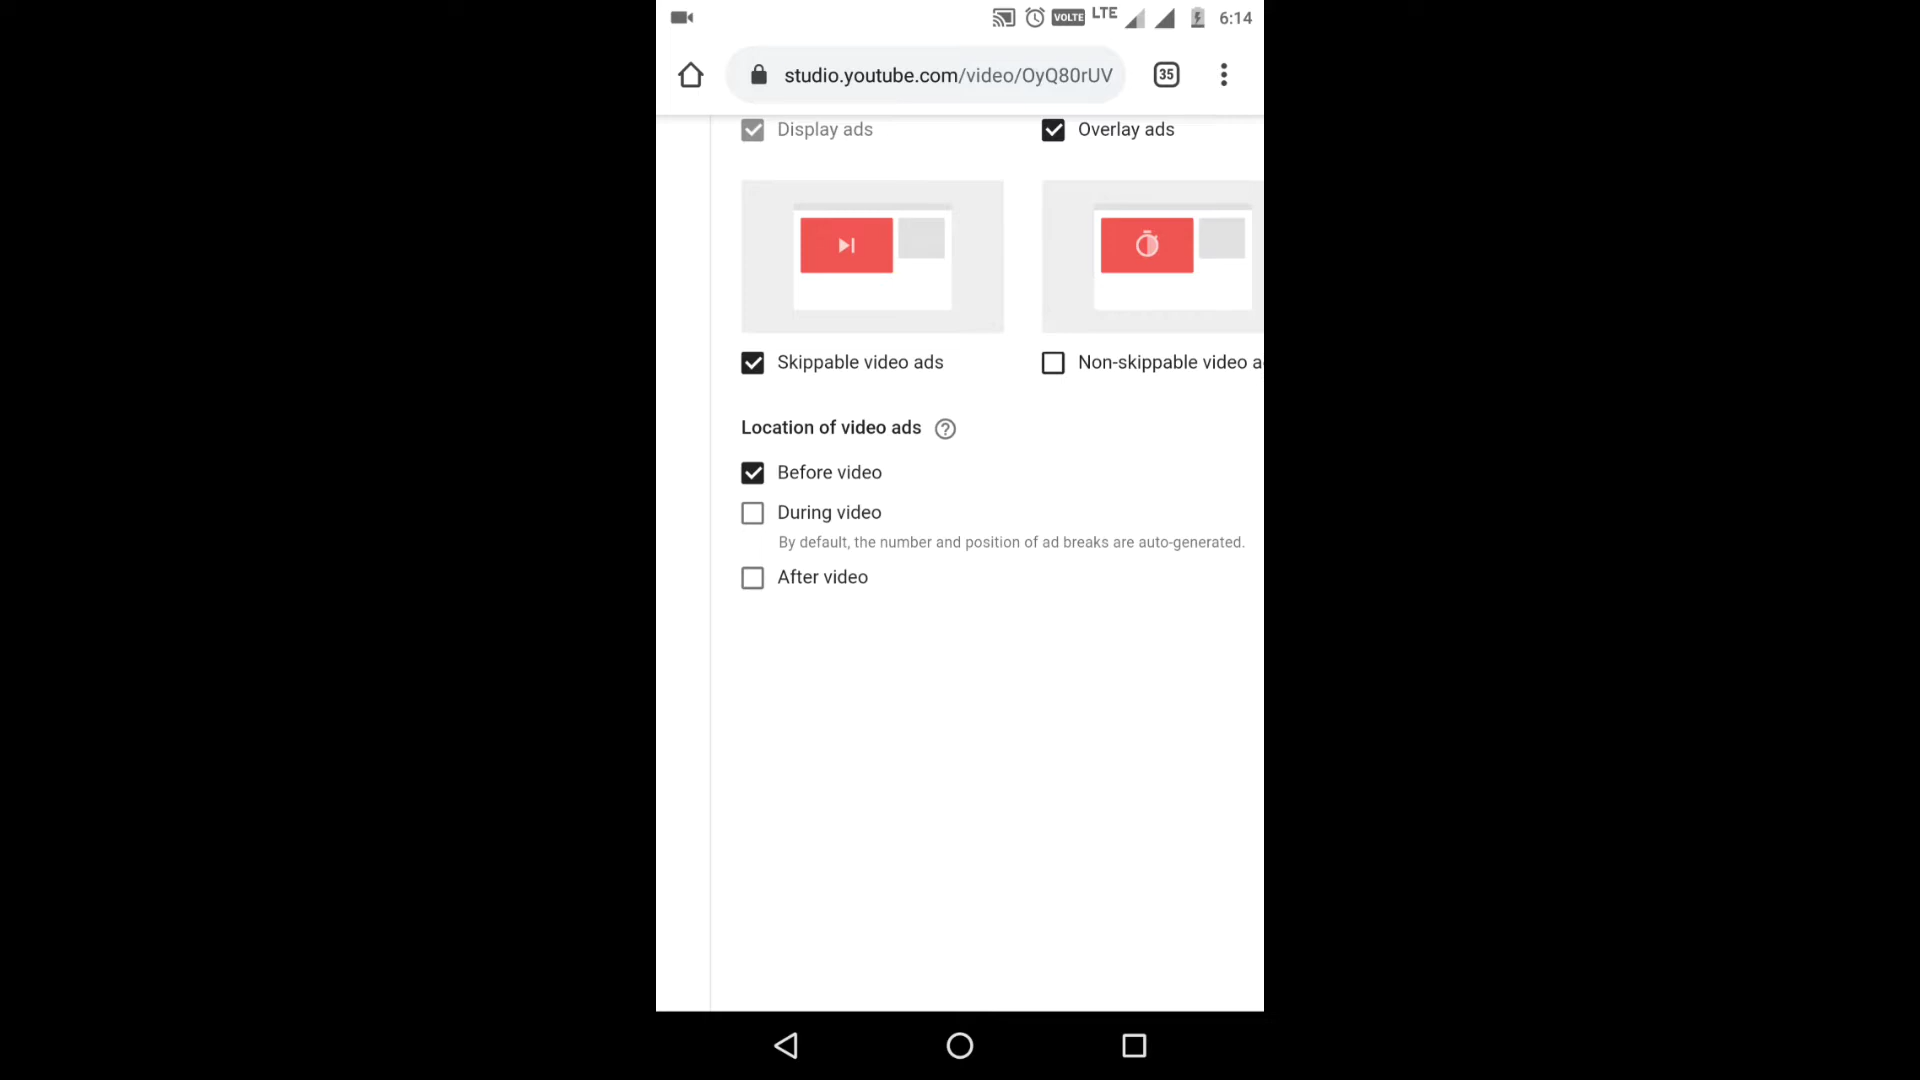 VOLTE LTE 6:14
studio.youtube.com/video/OyQ80rUV 35
Display ads Overlay ads
Skippable video ads Non-skippable video a
Location of video ads ?
Before video
During video
By default, the number and position of ad breaks are auto-generated.
After video